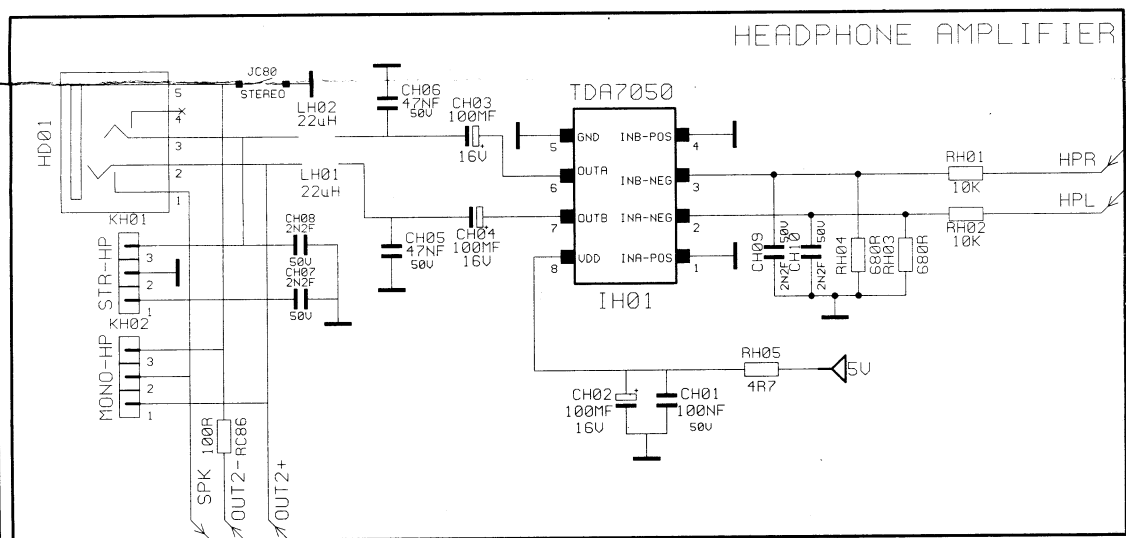 HEADPHONE AMPLIFIER
JC80
STEREO
HD01
5
4
3
2
1
LH02
22uH
LH01
22uH
CH06
47NF
50V
CH03
100MF
+
16V
CH05
47NF
50V
CH04
100MF
+
16V
TDA7050
GND
OUTA
OUTB
VDD
INB-POS
INB-NEG
INA-NEG
INA-POS
5
6
7
8
4
3
2
1
IH01
RH01
10K
HPR
HPL
RH02
10K
CH09
50V
2N2F
CH10
50V
2N2F
RH04
680R
RH03
680R
KH01
STR-HP
3
2
1
CH08
2N2F
50V
CH07
2N2F
50V
KH02
MONO-HP
3
2
1
RH05
4R7
5V
CH02
100MF
+
16V
CH01
100NF
50V
100R
RC86
SPK
OUT2-
OUT2+